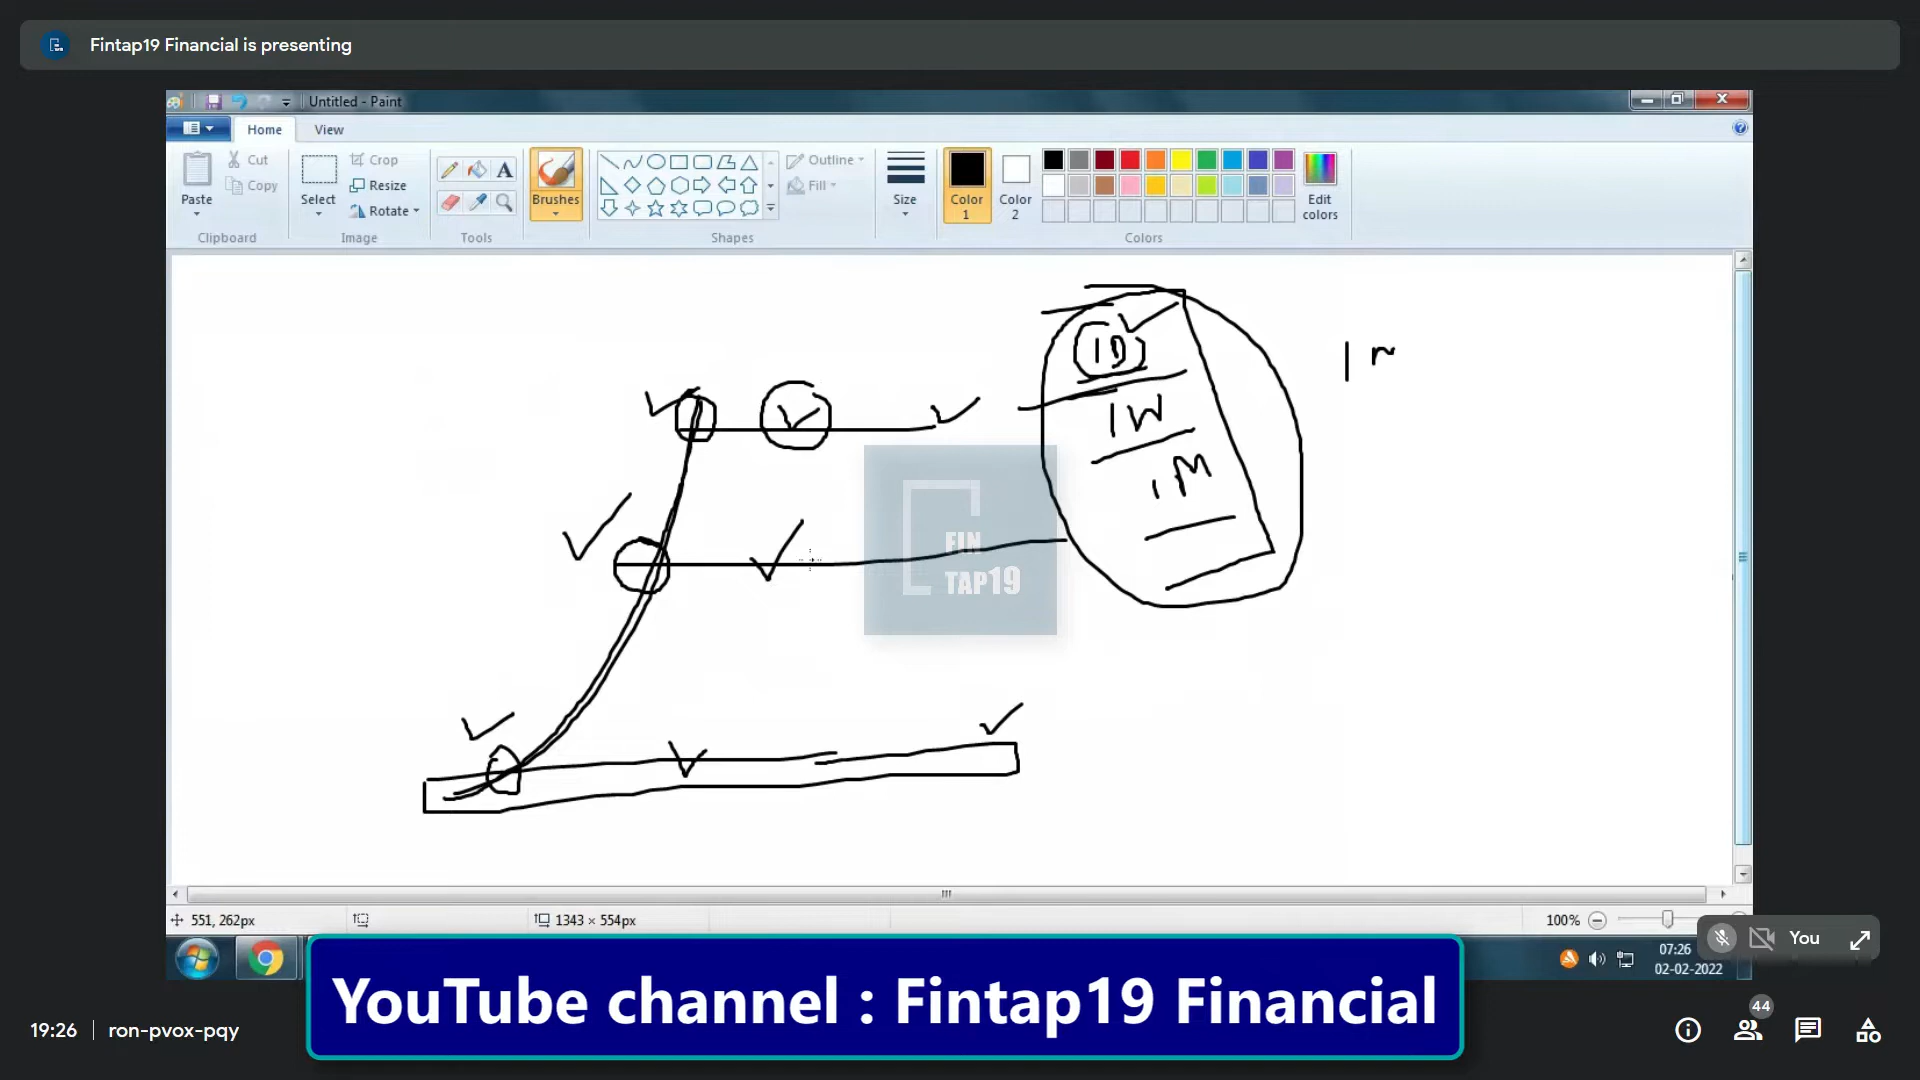 Fintap19 Financial is presenting
Untitled - Paint
Home View
Paste Cut Copy
Select Crop Resize Rotate
A
Brushes
Outline
Fill
Size
Color 1
Color 2
Edit colors
Clipboard Image Tools Shapes Colors
1D
1W
1M
FIN
TAP19
551, 262px
1343 × 554px
100%
You
07:26
02-02-2022
YouTube channel : Fintap19 Financial
19:26 | ron-pvox-pqy
44